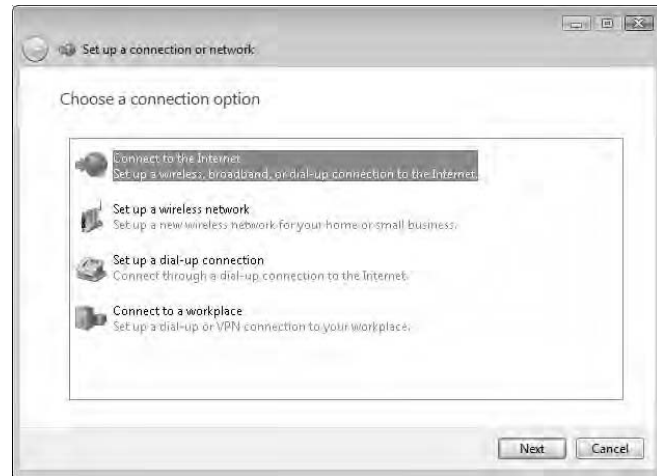 Set up a connection or network
Choose a connection option
Connect to the Internet
Set up a wireless, broadband, or dial-up connection to the Internet.
Set up a wireless network
Set up a new wireless network for your home or small business.
Set up a dial-up connection
Connect through a dial-up connection to the Internet.
Connect to a workplace
Set up a dial-up or VPN connection to your workplace.
Next Cancel